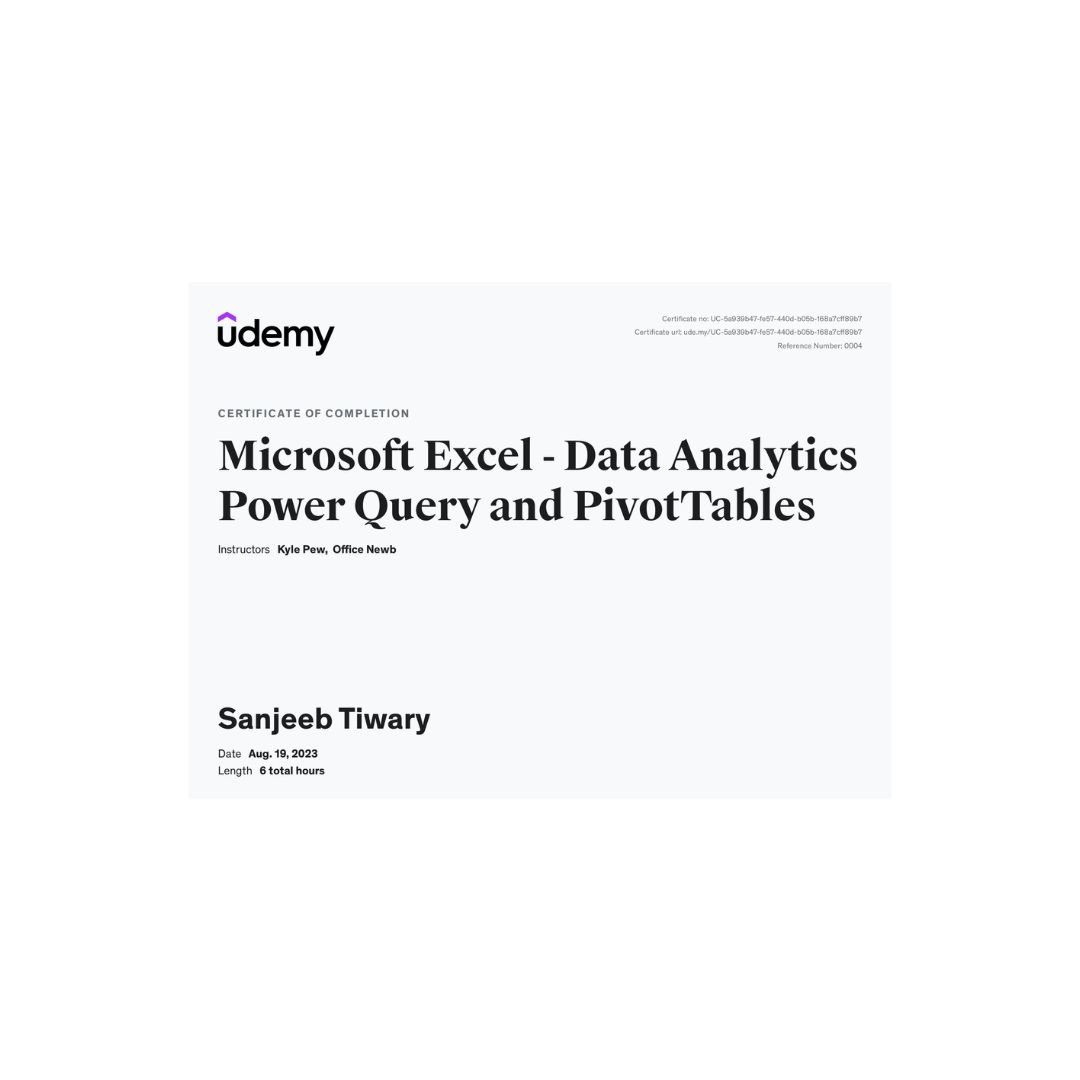 udemy
Certificate no: UC-5a939b47-fe57-440d-b05b-168a7cff89b7
Certificate url: ude.my/UC-5a939b47-fe57-440d-b05b-168a7cff89b7
Reference Number: 0004
CERTIFICATE OF COMPLETION
Microsoft Excel - Data Analytics
Power Query and PivotTables
Instructors Kyle Pew, Office Newb
Sanjeeb Tiwary
Date Aug. 19, 2023
Length 6 total hours